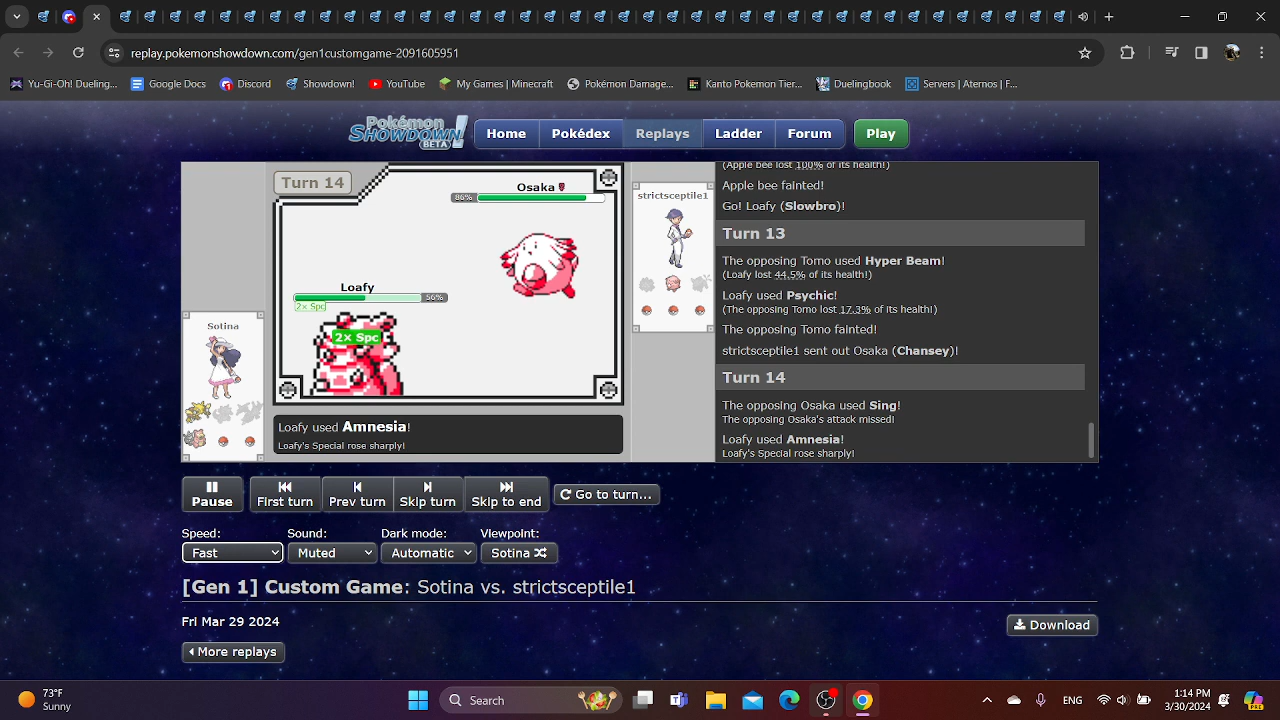 replay.pokemonshowdown.com/gen1customgame-2091605951
Yu-Gi-Oh! Dueling...
Google Docs
Discord
Showdown!
YouTube
My Games | Minecraft
Pokémon Damage...
Kanto Pokemon Tier...
Duelingbook
Servers | Aternos | F...
Pokémon
SHOWDOWN!
BETA
Home
Pokédex
Replays
Ladder
Forum
Play
Turn 14
Osaka
86%
Loafy
56%
2× Spc
2× Spc
Sotina
strictsceptile1
Loafy used Amnesia!
Loafy's Special rose sharply!
(Apple bee lost 100% of its health!)
Apple bee fainted!
Go! Loafy (Slowbro)!
Turn 13
The opposing Tomo used Hyper Beam!
(Loafy lost 44.5% of its health!)
Loafy used Psychic!
(The opposing Tomo lost 17.3% of its health!)
The opposing Tomo fainted!
strictsceptile1 sent out Osaka (Chansey)!
Turn 14
The opposing Osaka used Sing!
The opposing Osaka's attack missed!
Loafy used Amnesia!
Loafy's Special rose sharply!
Pause
First turn
Prev turn
Skip turn
Skip to end
Go to turn...
Speed:
Sound:
Dark mode:
Viewpoint:
Fast
Muted
Automatic
Sotina
[Gen 1] Custom Game: Sotina vs. strictsceptile1
Fri Mar 29 2024
Download
More replays
73°F
Sunny
Search
ENG
1:14 PM
3/30/2024
PRE